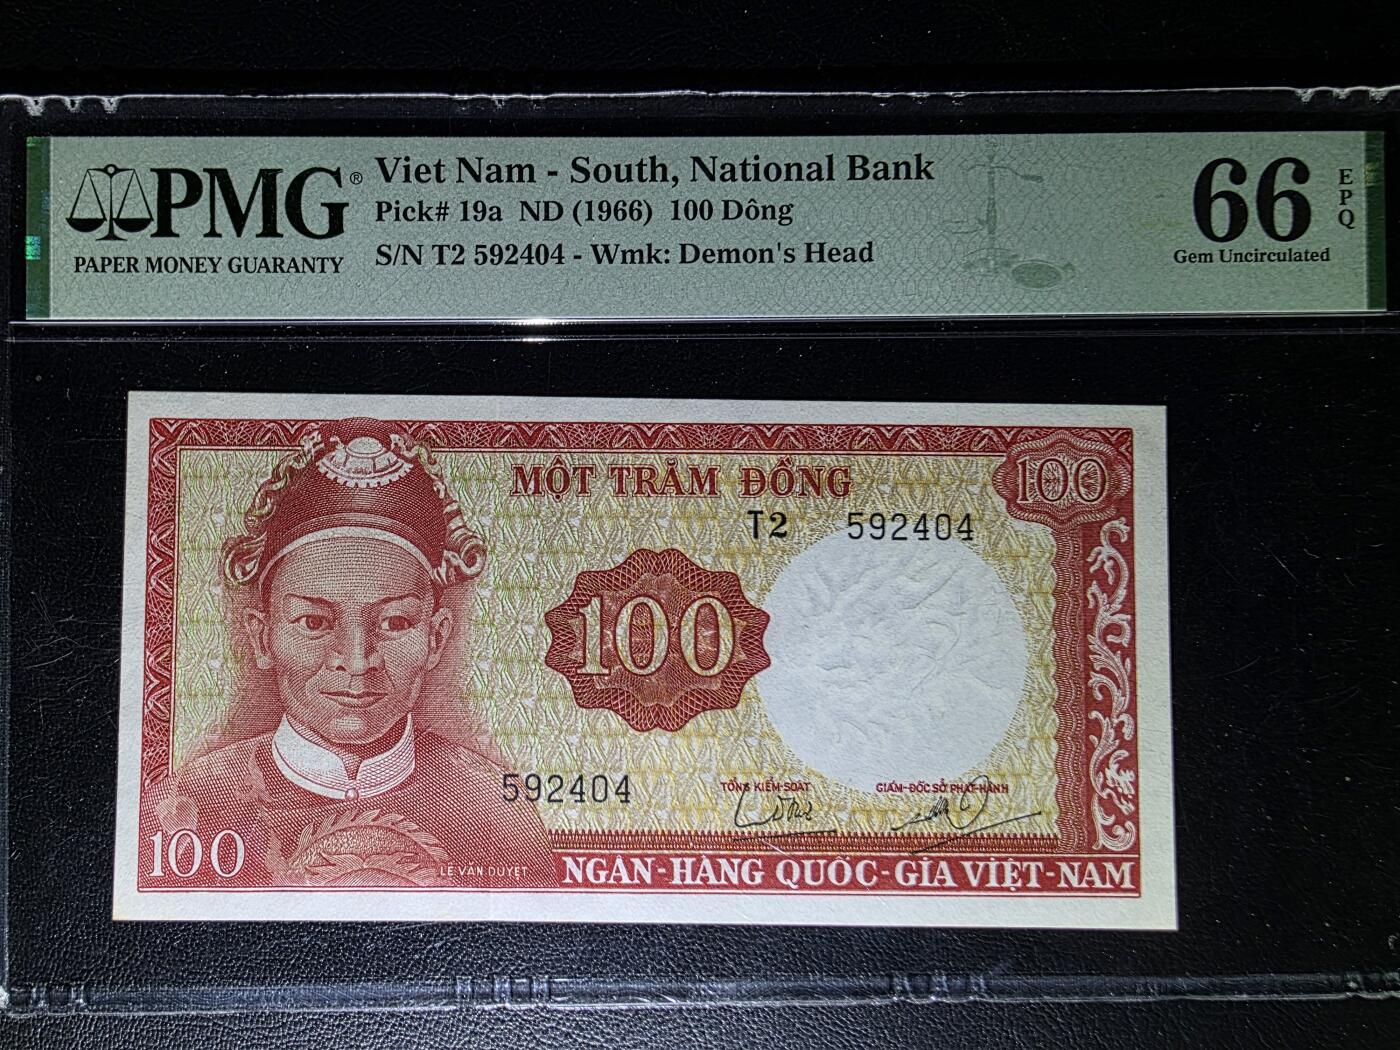 PMG®
PAPER MONEY GUARANTY
Viet Nam - South, National Bank
Pick# 19a ND (1966) 100 Dông
S/N T2 592404 - Wmk: Demon's Head
66
EPQ
Gem Uncirculated
MỘT TRĂM ĐỒNG
100
T2 592404
100
592404
TỔNG KIỂM-SOÁT
GIÁM-ĐỐC SỞ PHÁT-HÀNH
100
LE VĂN DUYET
NGÂN-HÀNG QUỐC-GIA VIỆT-NAM